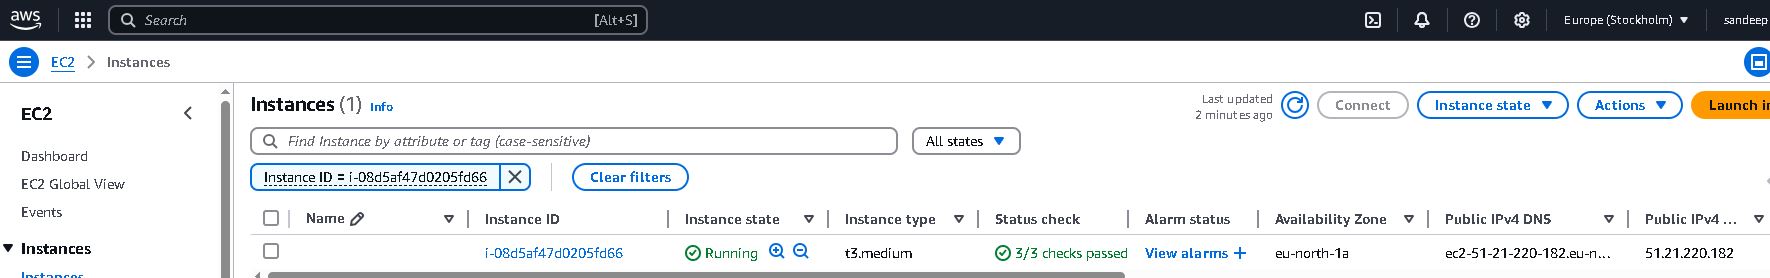 aws Search [Alt+S] Europe (Stockholm) sandeep
EC2 Instances
EC2
Dashboard
EC2 Global View
Events
Instances
Instances
Instances (1) Info
Last updated
2 minutes ago
Connect Instance state Actions Launch in
Find Instance by attribute or tag (case-sensitive) All states
Instance ID = i-08d5af47d0205fd66 Clear filters
Name Instance ID Instance state Instance type Status check Alarm status Availability Zone Public IPv4 DNS Public IPv4 ...
i-08d5af47d0205fd66 Running t3.medium 3/3 checks passed View alarms + eu-north-1a ec2-51-21-220-182.eu-n... 51.21.220.182